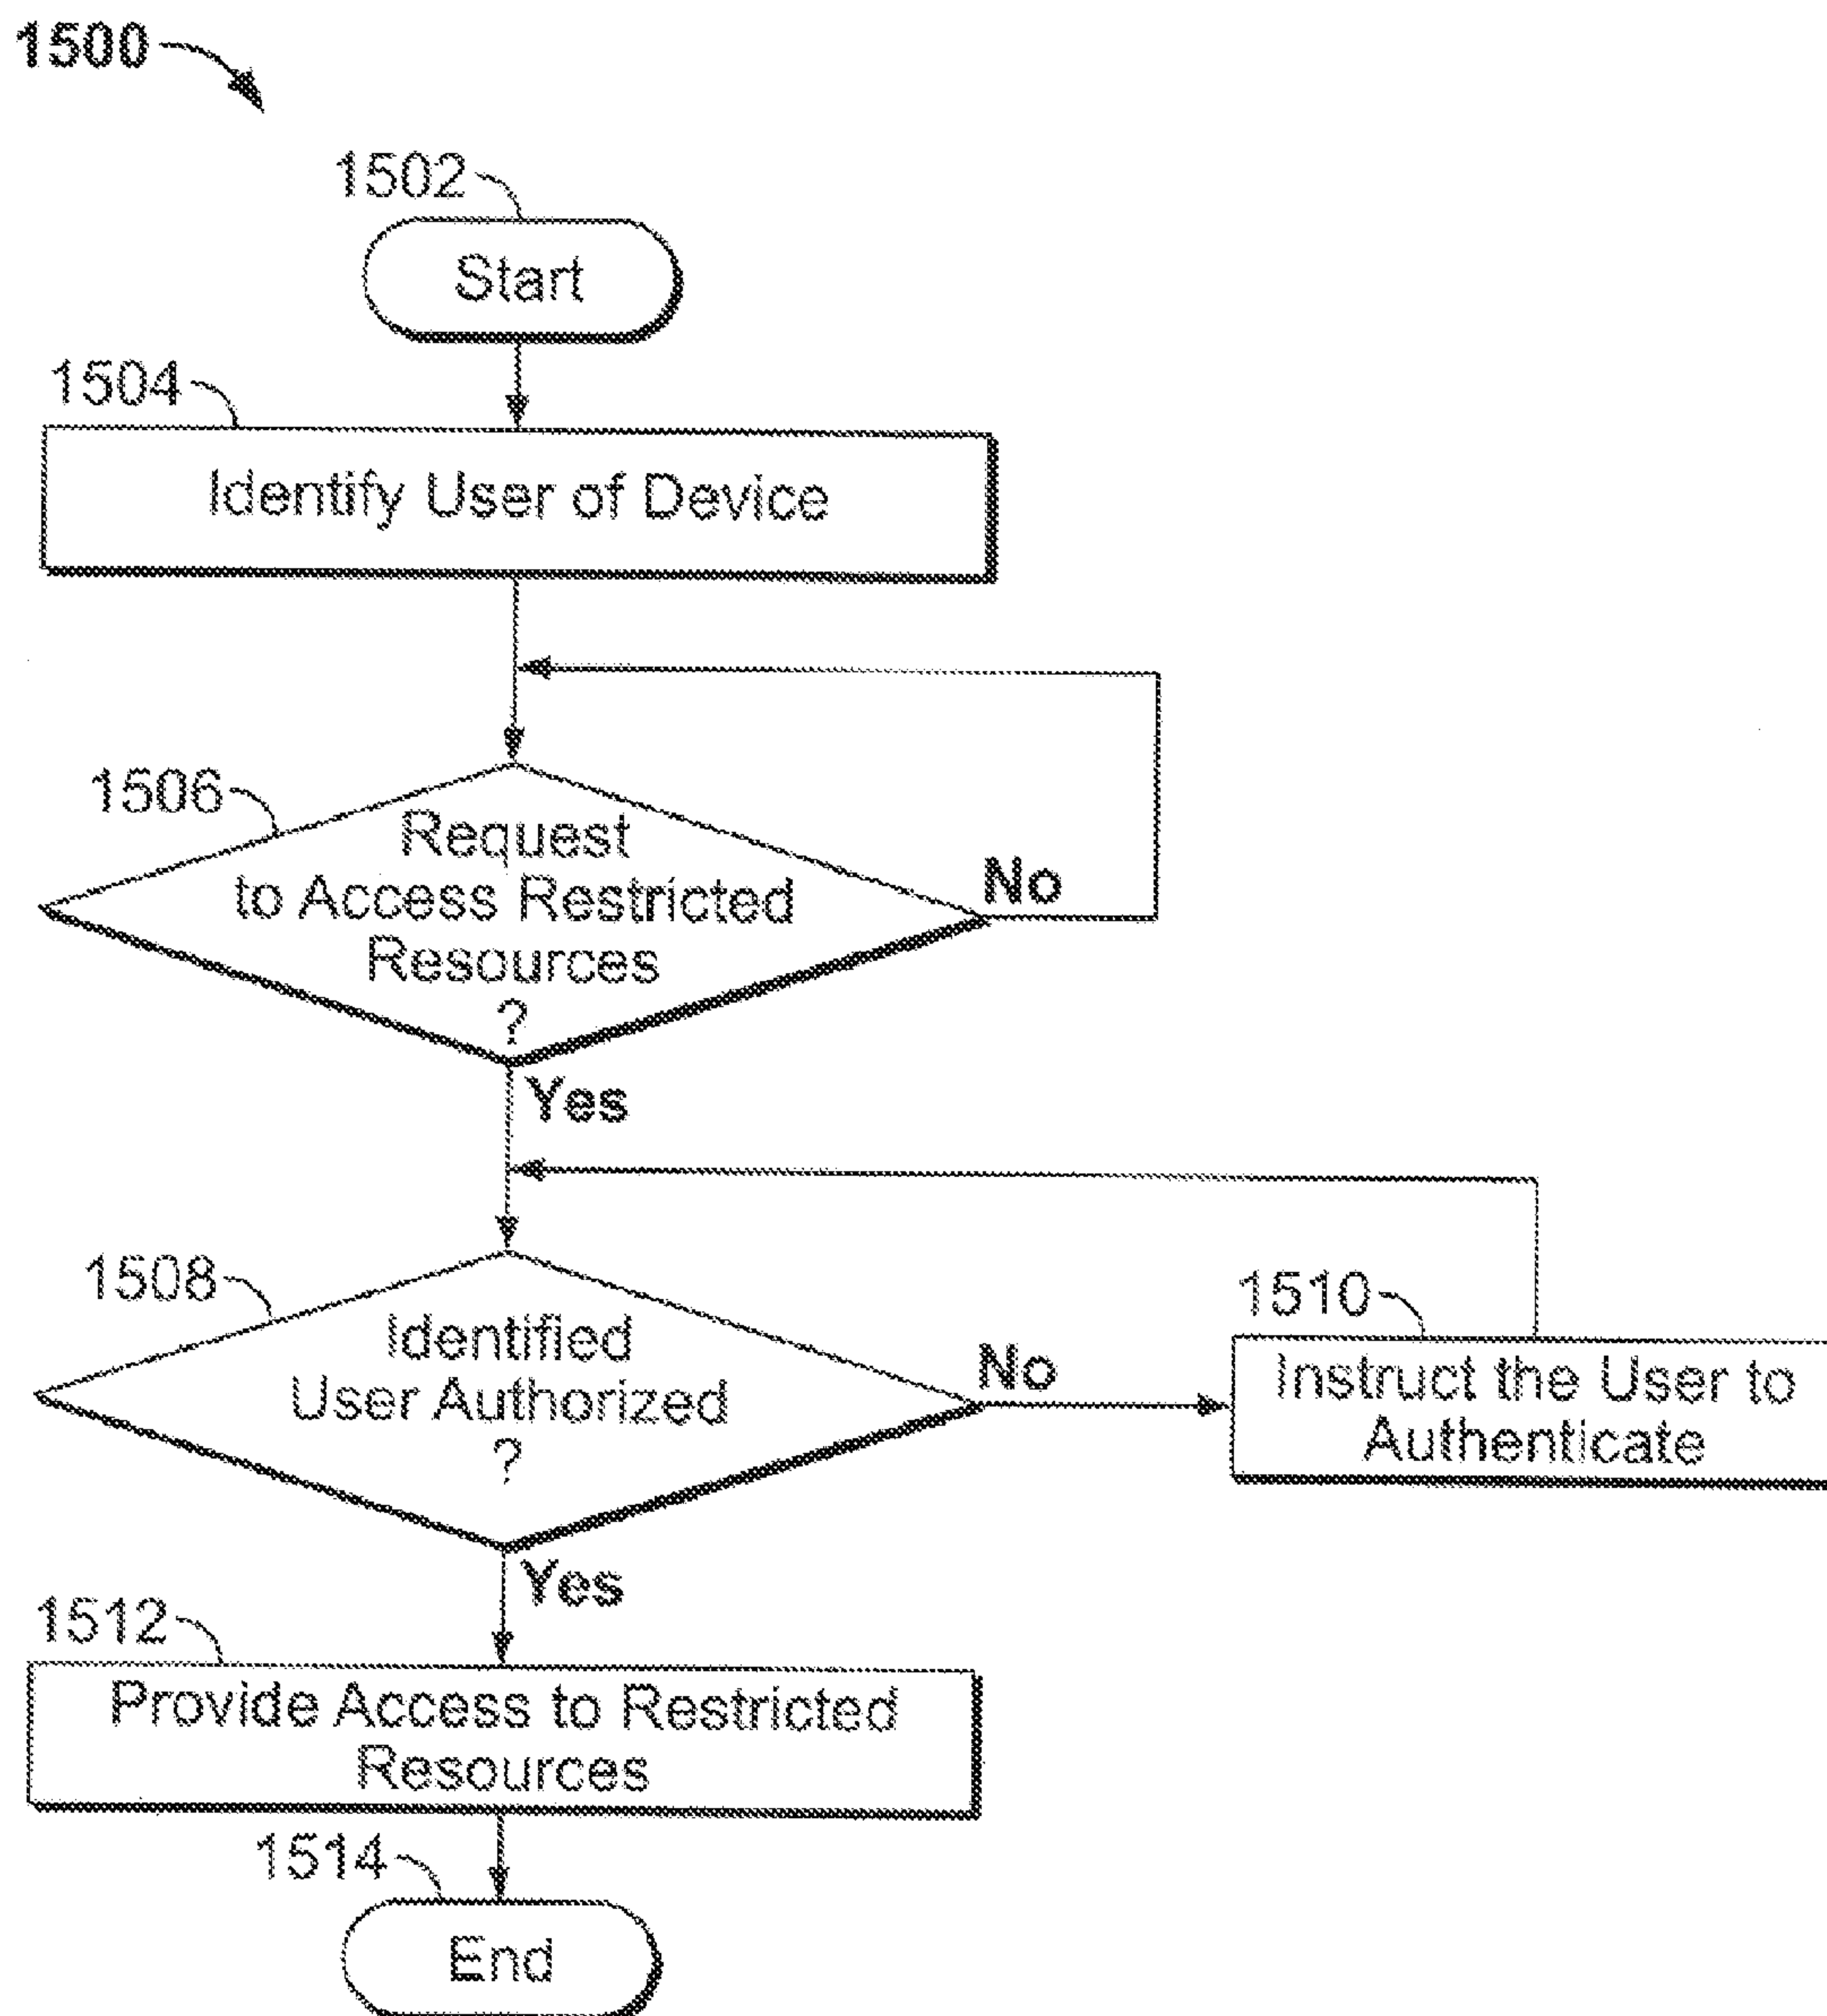 1500
1502
Start
1504
Identify User of Device
1506
Request
to Access Restricted
Resources
?
No
Yes
1508
Identified
User Authorized
?
No
1510
Instruct the User to
Authenticate
Yes
1512
Provide Access to Restricted
Resources
1514
End